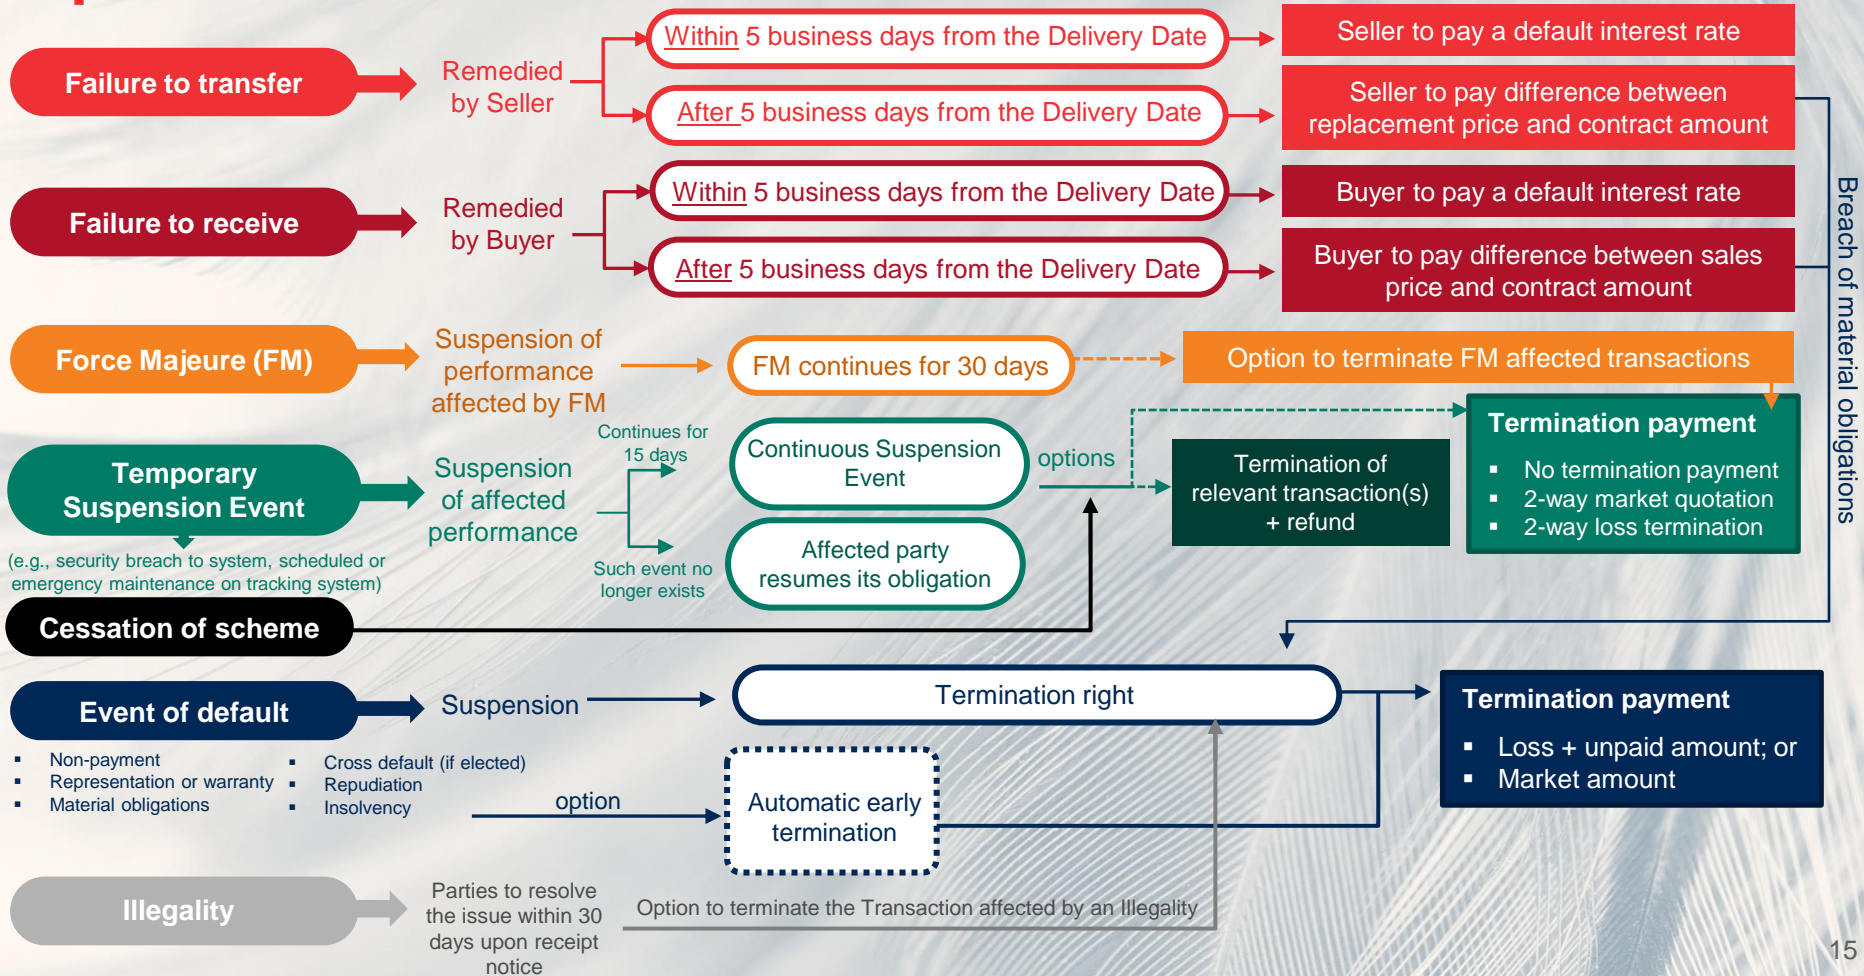 Failure to transfer
Remedied
by Seller
Within 5 business days from the Delivery Date
Seller to pay a default interest rate
After 5 business days from the Delivery Date
Seller to pay difference between
replacement price and contract amount
Failure to receive
Remedied
by Buyer
Within 5 business days from the Delivery Date
Buyer to pay a default interest rate
After 5 business days from the Delivery Date
Buyer to pay difference between sales
price and contract amount
Breach of material obligations
Force Majeure (FM)
Suspension of
performance
affected by FM
FM continues for 30 days
Option to terminate FM affected transactions
Temporary
Suspension Event
(e.g., security breach to system, scheduled or
emergency maintenance on tracking system)
Suspension
of affected
performance
Continues for
15 days
Such event no
longer exists
Continuous Suspension
Event
Affected party
resumes its obligation
options
Termination of
relevant transaction(s)
+ refund
Termination payment
▪ No termination payment
▪ 2-way market quotation
▪ 2-way loss termination
Cessation of scheme
Event of default
▪ Non-payment
▪ Representation or warranty
▪ Material obligations
▪ Cross default (if elected)
▪ Repudiation
▪ Insolvency
Suspension
Termination right
option
Automatic early
termination
Termination payment
▪ Loss + unpaid amount; or
▪ Market amount
Illegality
Parties to resolve
the issue within 30
days upon receipt
notice
Option to terminate the Transaction affected by an Illegality
15